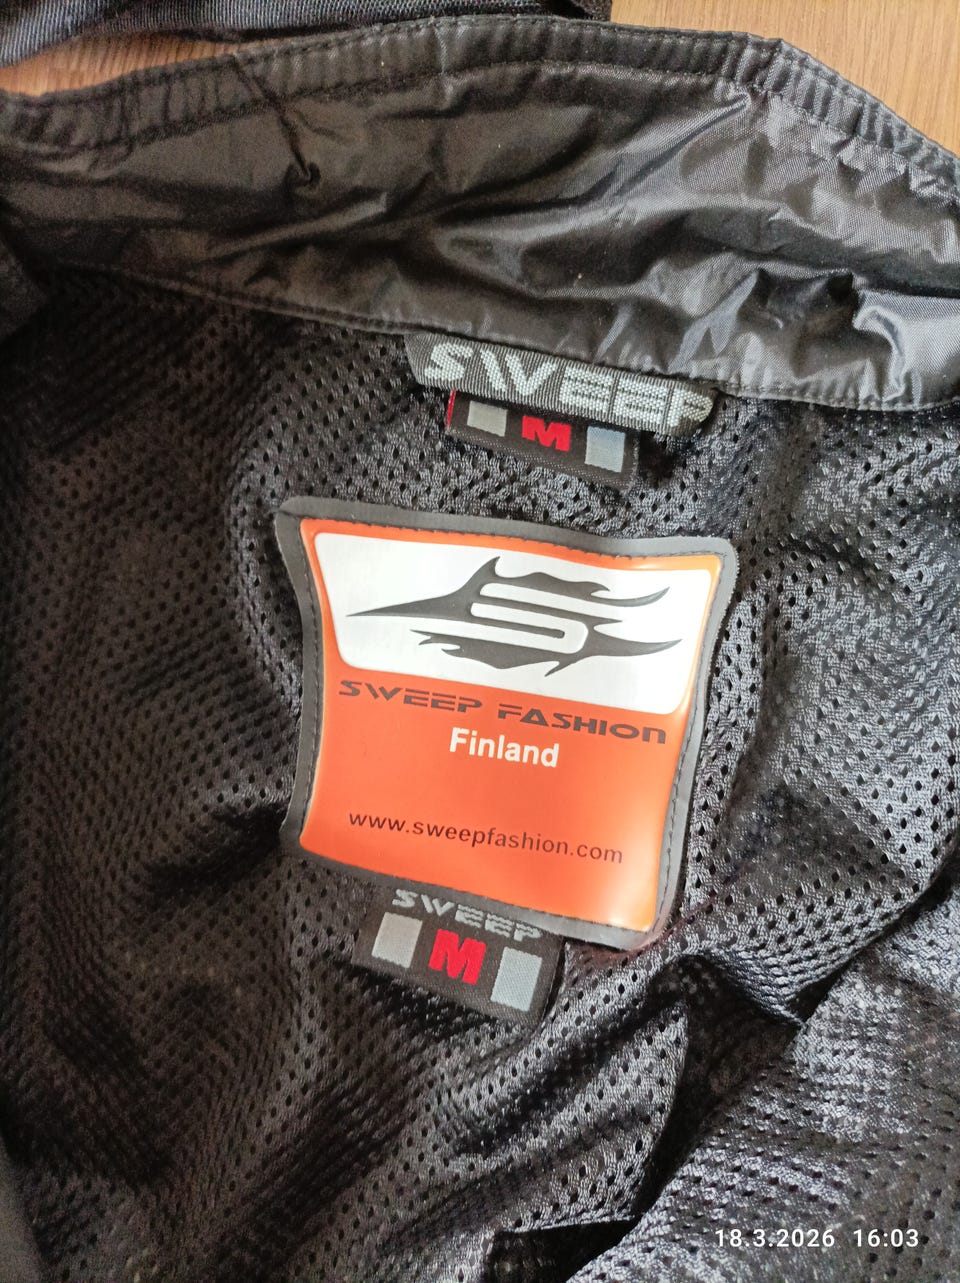 SWEEP
M
S
SWEEP FASHION
Finland
www.sweepfashion.com
SWEEP
M
18.3.2026 16:03